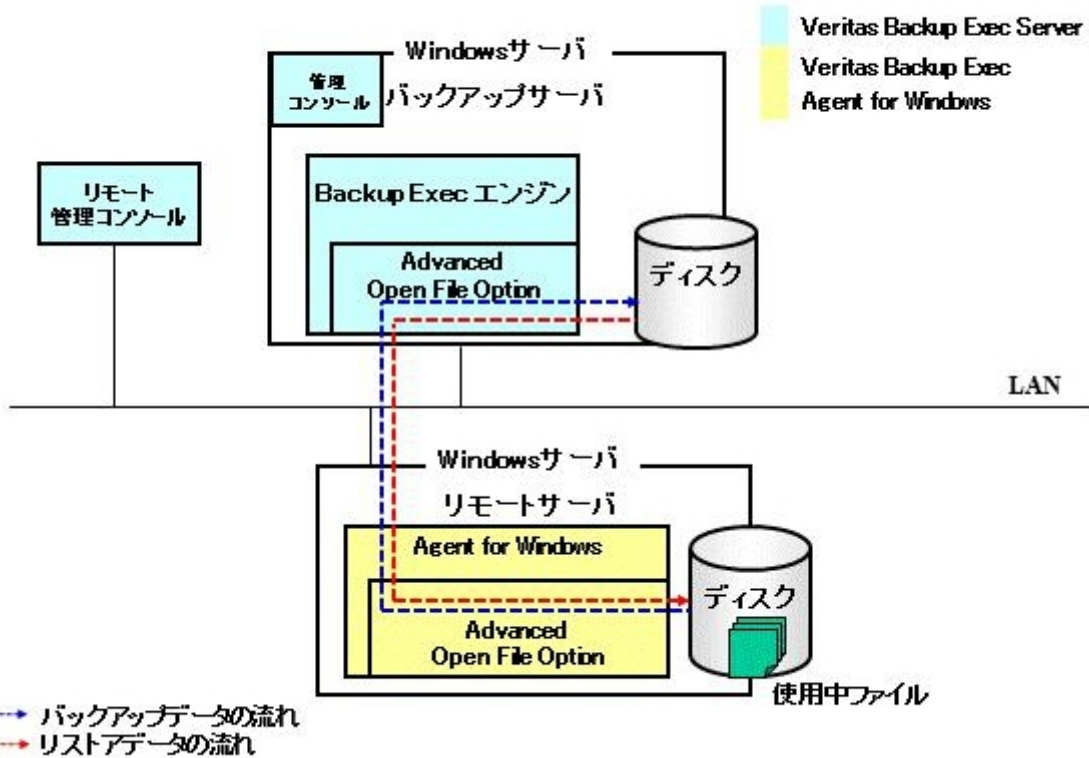 Veritas Backup Exec Server
Veritas Backup Exec
Agent for Windows
Windowsサーバ
管理
コンソール
バックアップサーバ
リモート
管理コンソール
Backup Exec エンジン
Advanced
Open File Option
ディスク
LAN
Windowsサーバ
リモートサーバ
Agent for Windows
Advanced
Open File Option
ディスク
使用中ファイル
バックアップデータの流れ
リストアデータの流れ